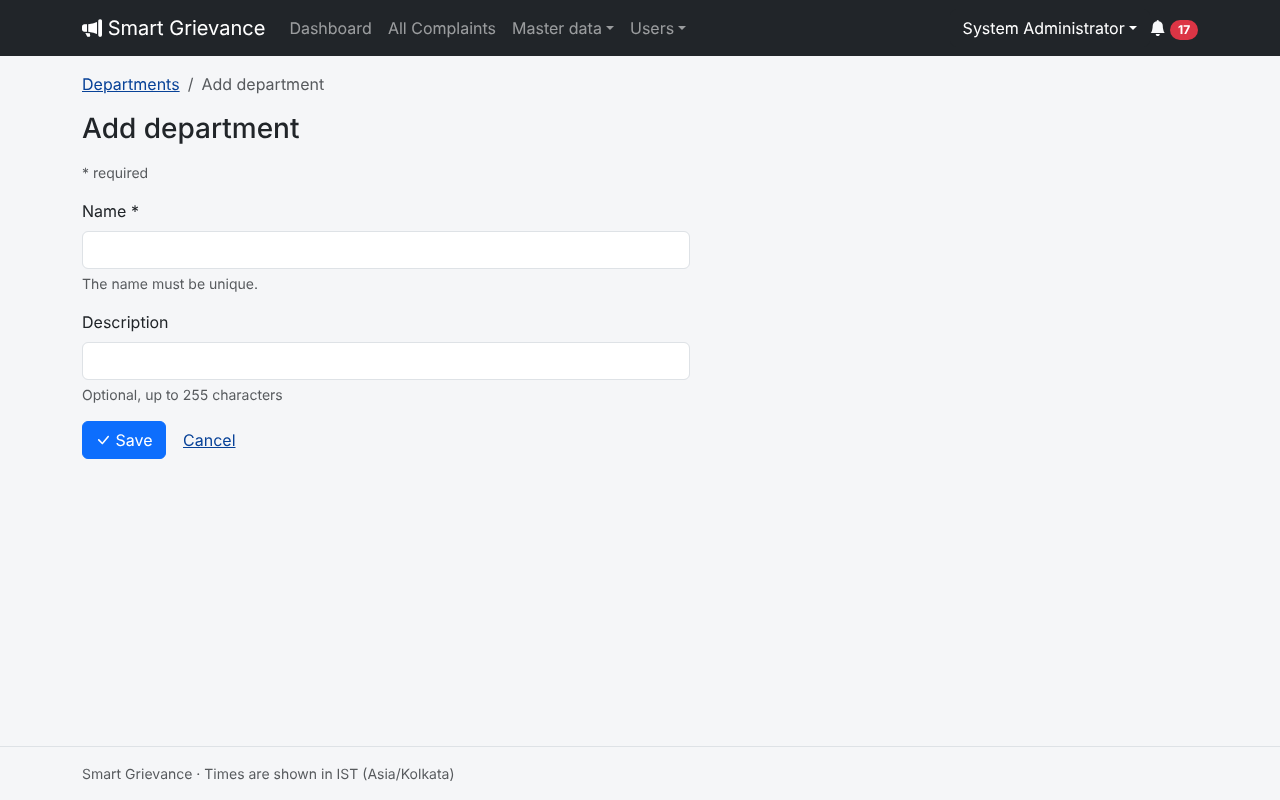 Smart Grievance Dashboard All Complaints Master data Users System Administrator 17
Departments / Add department
Add department
* required
Name *
The name must be unique.
Description
Optional, up to 255 characters
Save Cancel
Smart Grievance · Times are shown in IST (Asia/Kolkata)